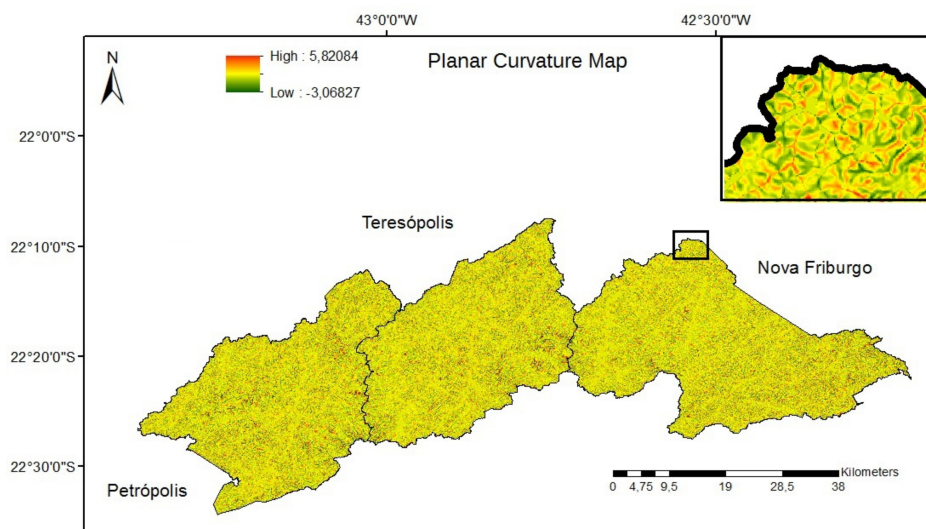 43°0'0"W
42°30'0"W
N
High : 5,82084
Low : -3,06827
Planar Curvature Map
22°0'0"S
Teresópolis
22°10'0"S
Nova Friburgo
22°20'0"S
22°30'0"S
Petrópolis
Kilometers
0 4,75 9,5 19 28,5 38